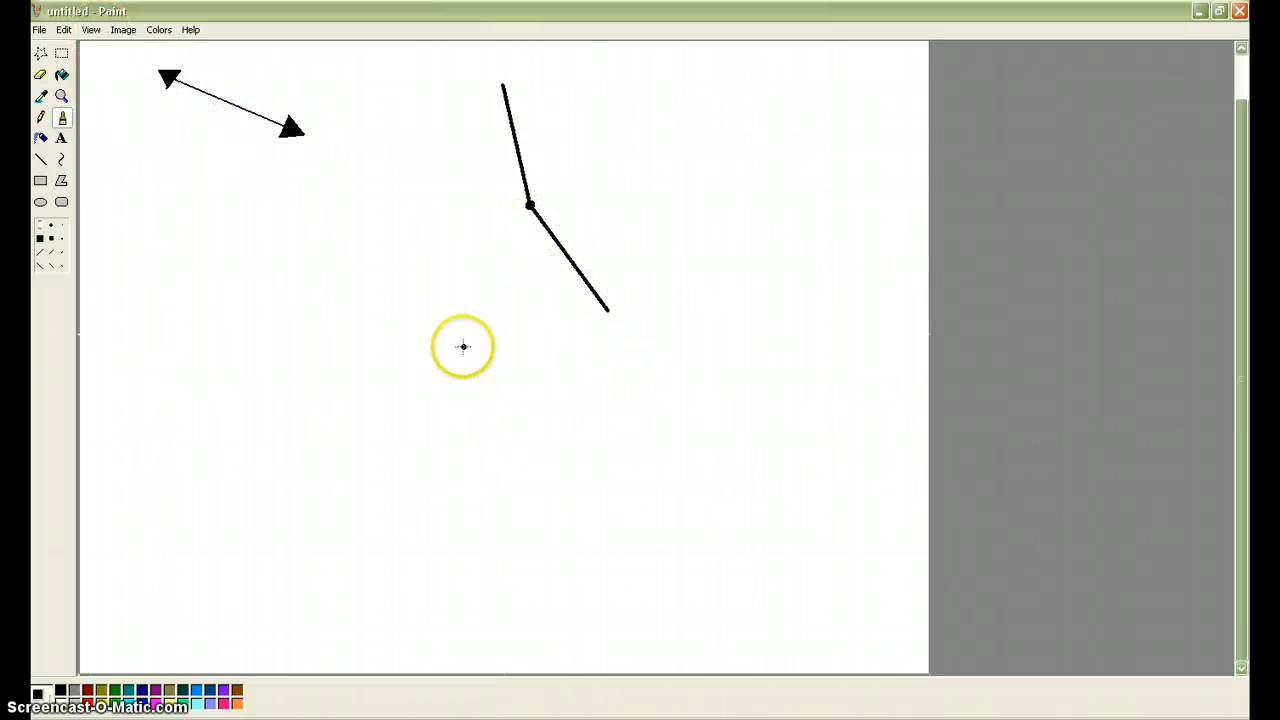 untitled - Paint
File Edit View Image Colors Help
A
Screencast-O-Matic.com